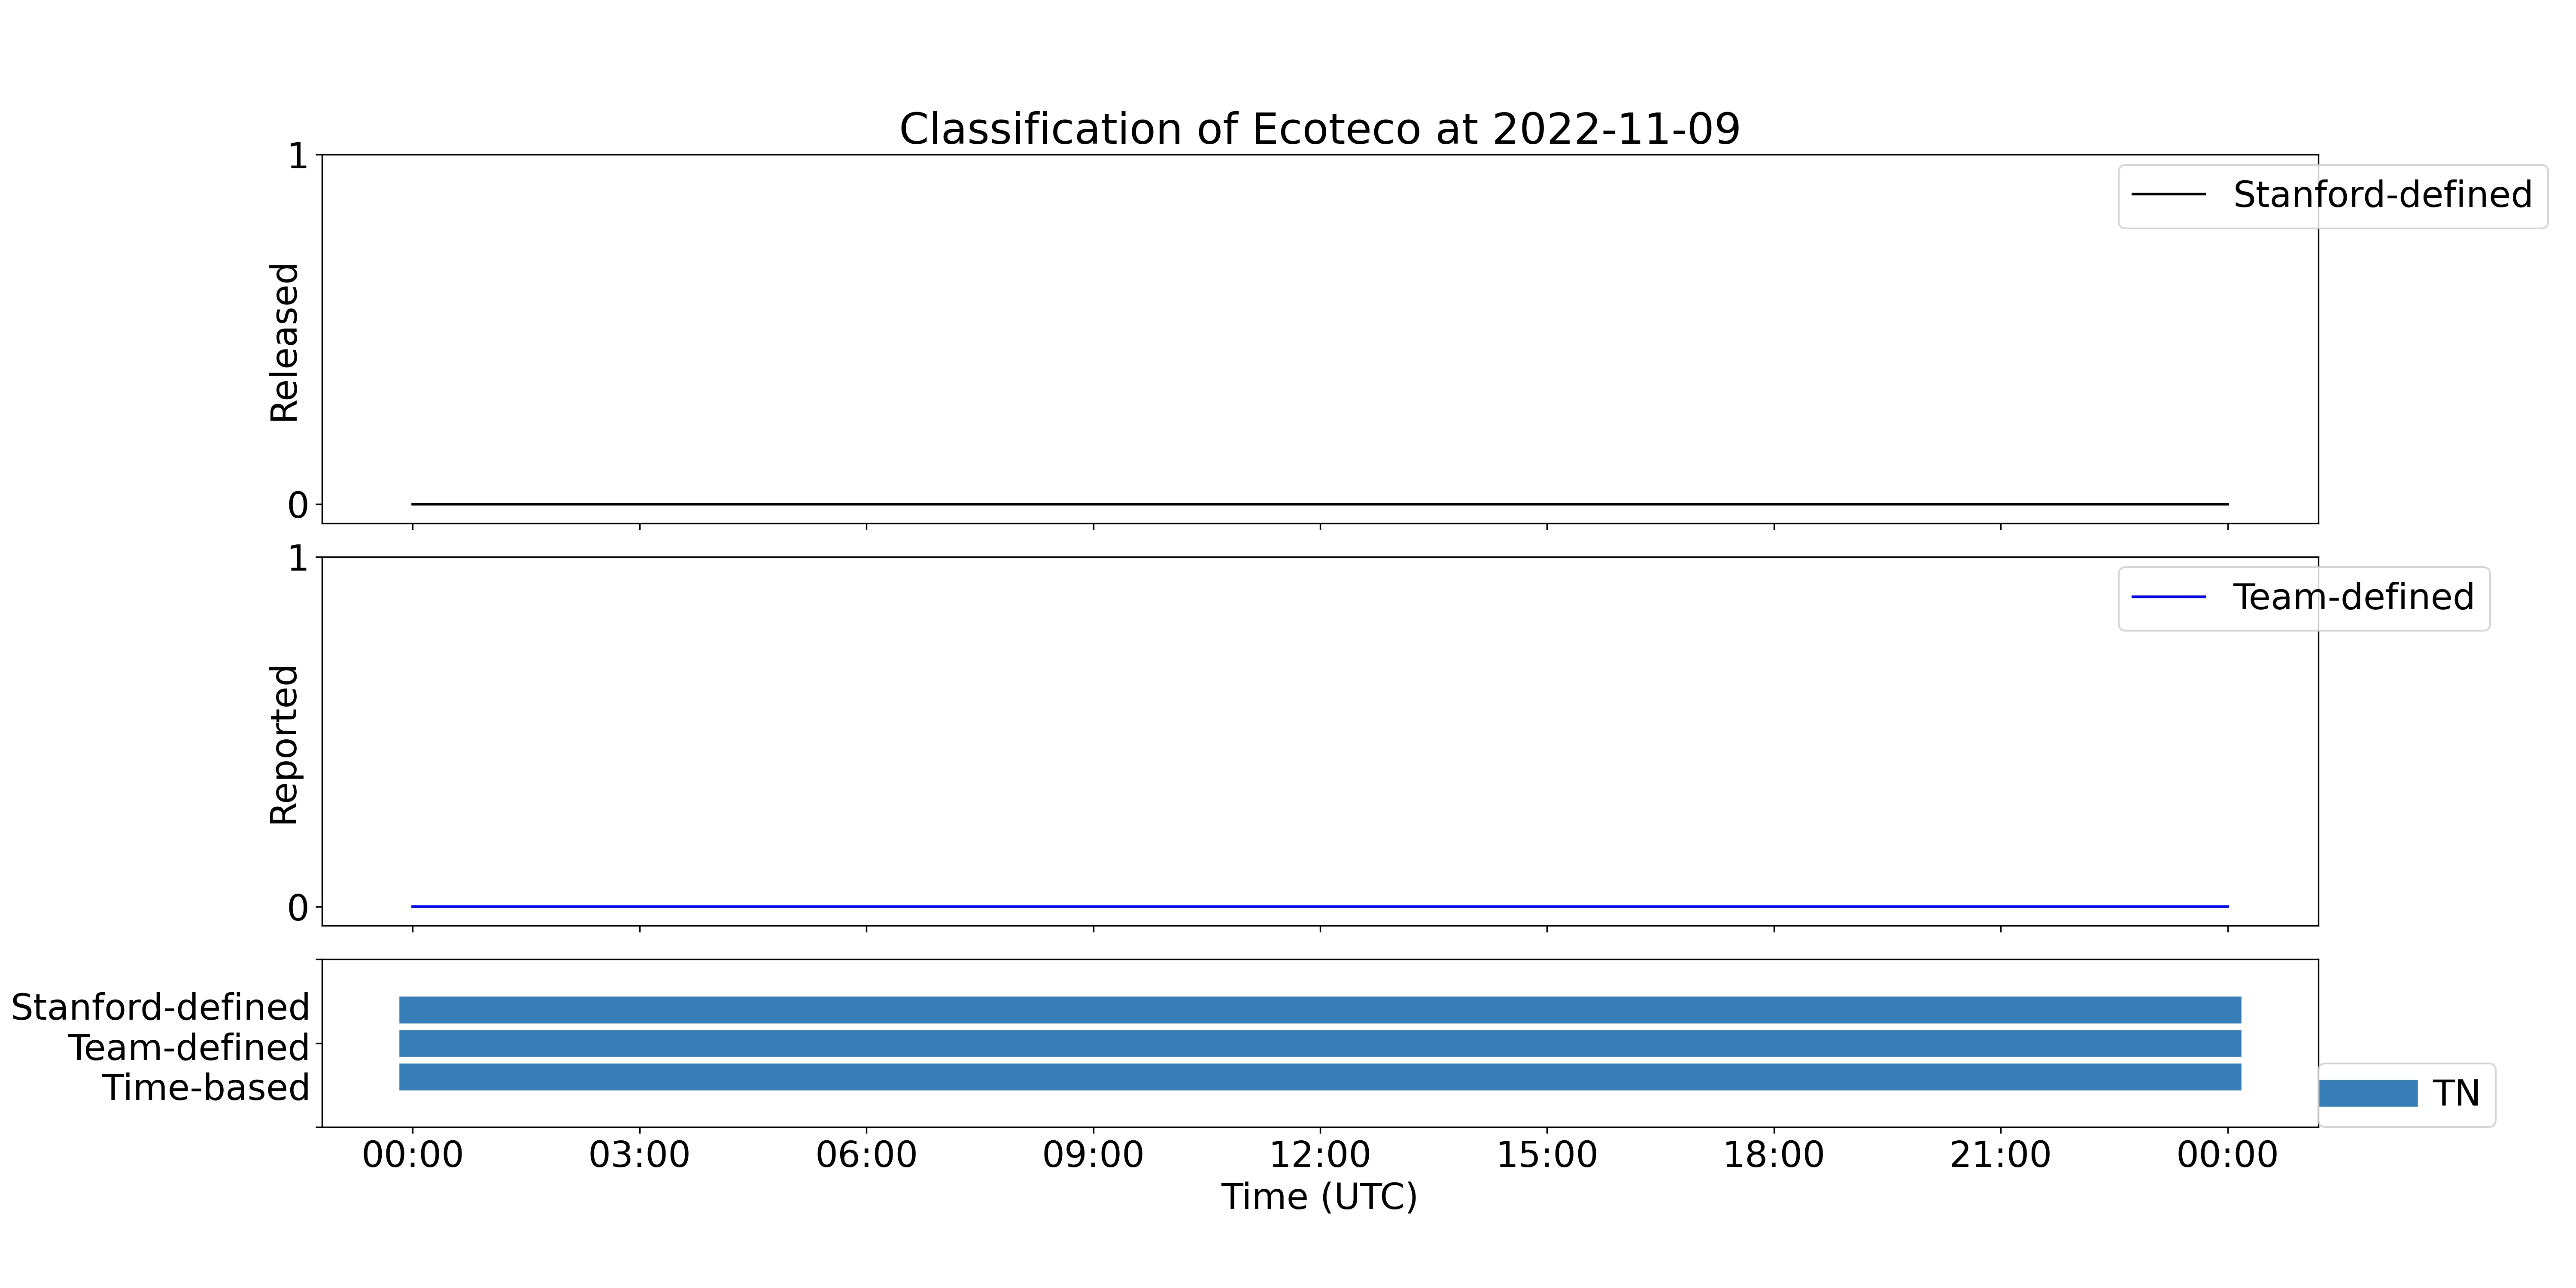 Classification of Ecoteco at 2022-11-09
1
Released
0
Stanford-defined
1
Reported
0
Team-defined
Stanford-defined
Team-defined
Time-based
TN
00:00 03:00 06:00 09:00 12:00 15:00 18:00 21:00 00:00
Time (UTC)